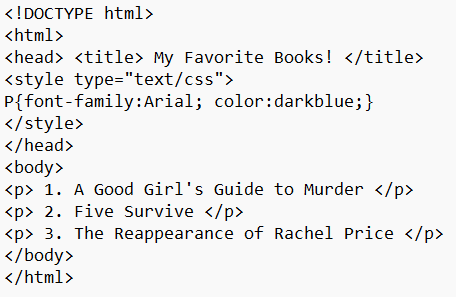 <!DOCTYPE html>
<html>
<head> <title> My Favorite Books! </title>
<style type="text/css">
P{font-family:Arial; color:darkblue;}
</style>
</head>
<body>
<p> 1. A Good Girl's Guide to Murder </p>
<p> 2. Five Survive </p>
<p> 3. The Reappearance of Rachel Price </p>
</body>
</html>